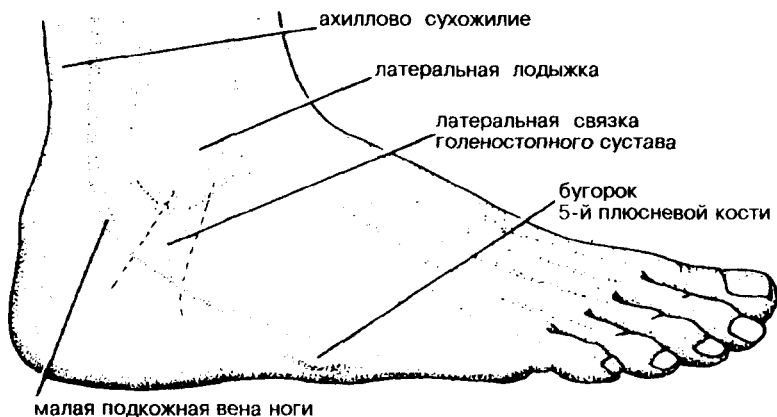 ахиллово сухожилие
латеральная лодыжка
латеральная связка
голеностопного сустава
бугорок
5-й плюсневой кости
малая подкожная вена ноги